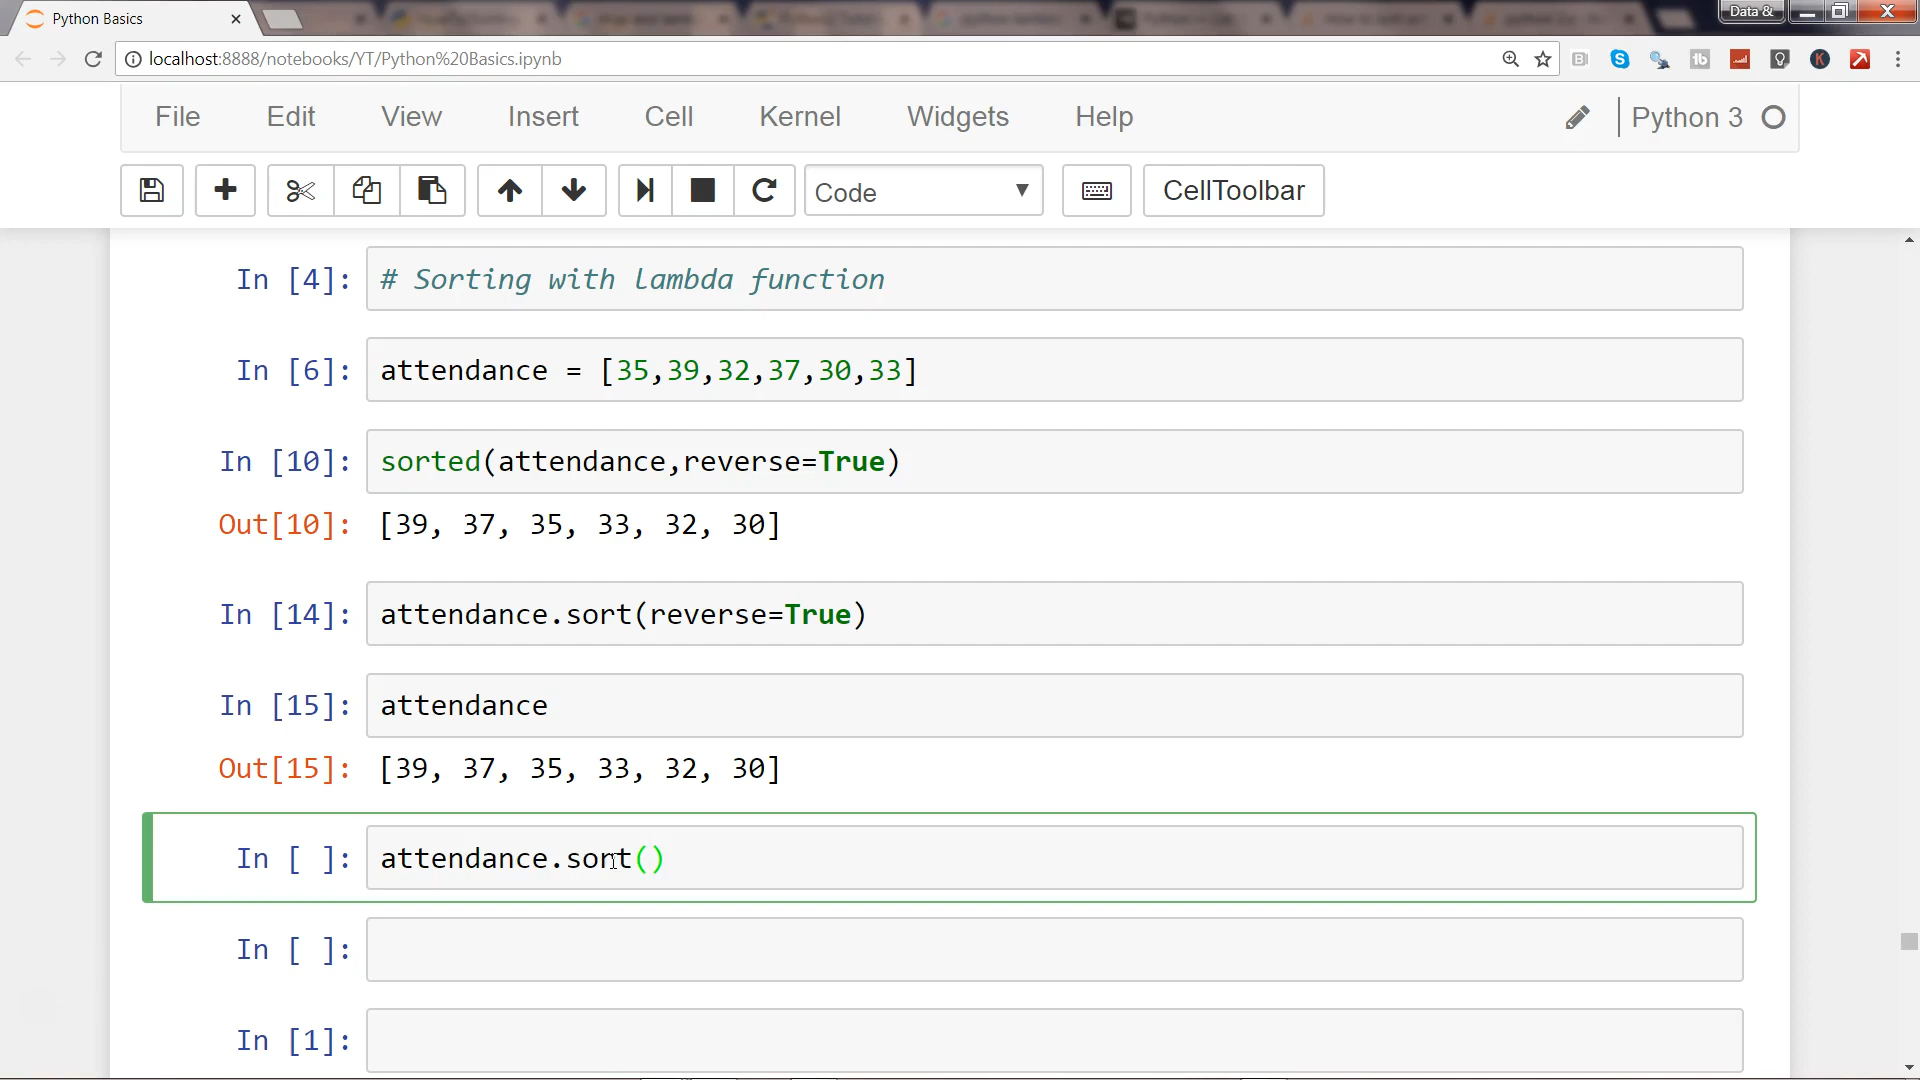 Python Basics
Data &
localhost:8888/notebooks/YT/Python%20Basics.ipynb
File Edit View Insert Cell Kernel Widgets Help Python 3
Code CellToolbar
In [4]: # Sorting with lambda function
In [6]: attendance = [35,39,32,37,30,33]
In [10]: sorted(attendance,reverse=True)
Out[10]: [39, 37, 35, 33, 32, 30]
In [14]: attendance.sort(reverse=True)
In [15]: attendance
Out[15]: [39, 37, 35, 33, 32, 30]
In [ ]: attendance.sort()
In [ ]:
In [1]: